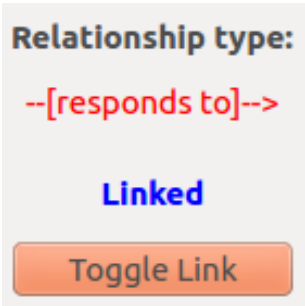 Relationship type:
--[responds to]-->
Linked
Toggle Link